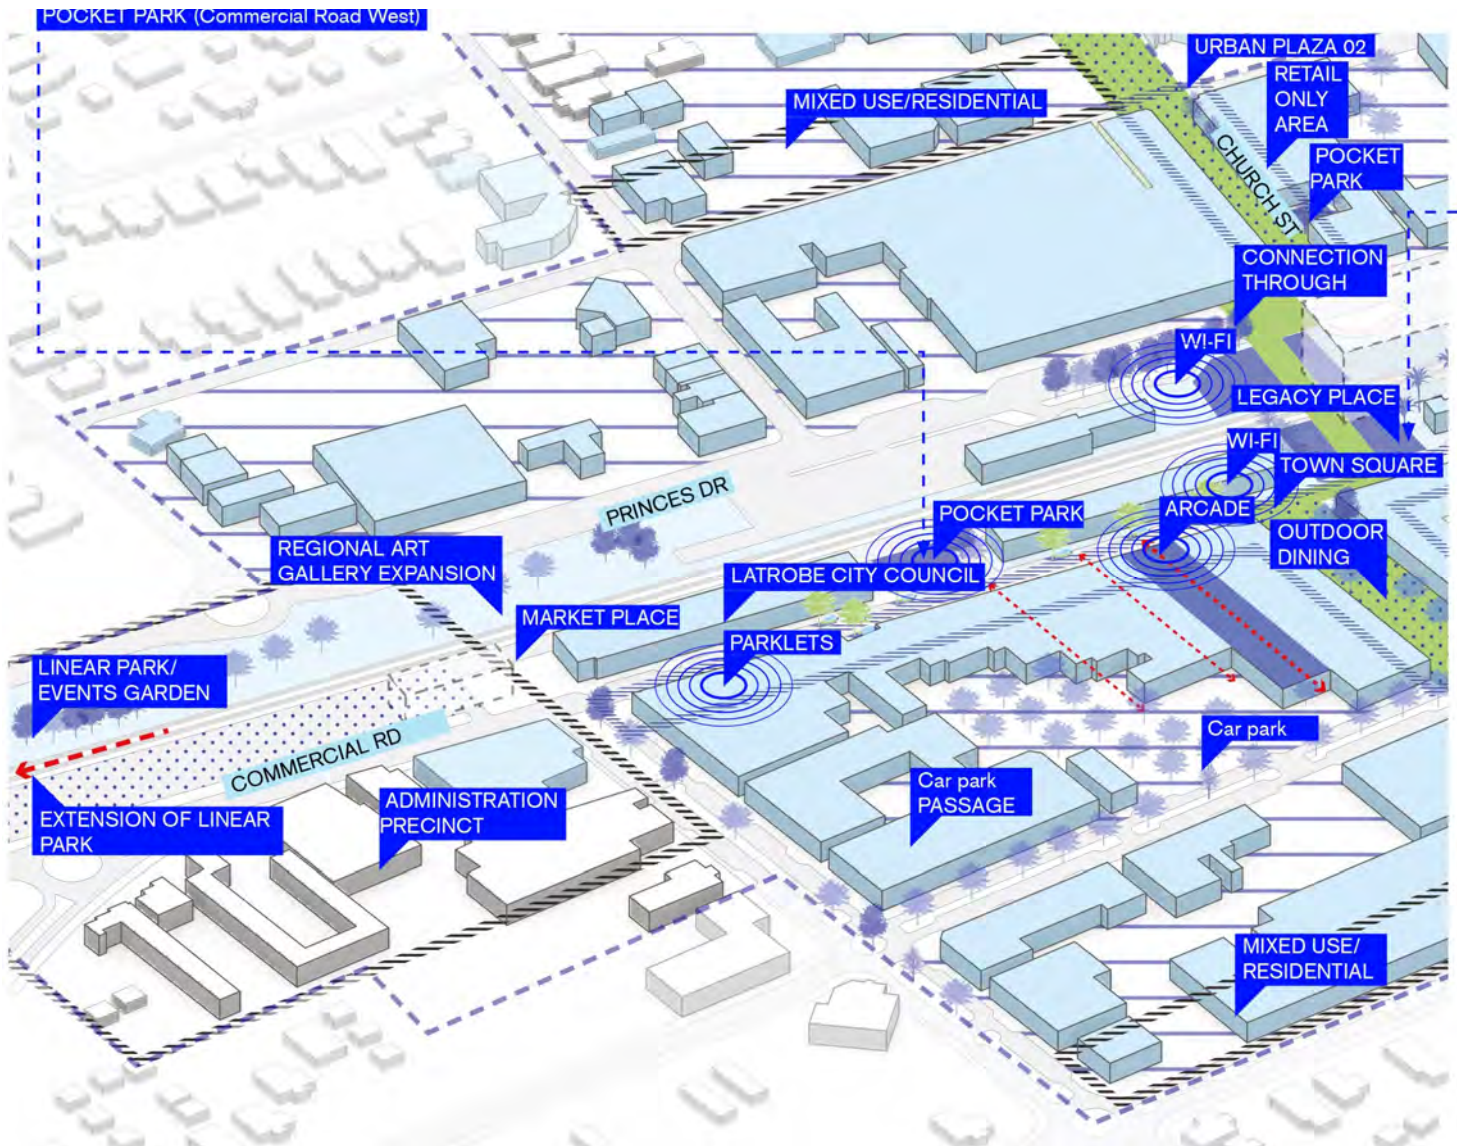 POCKET PARK (Commercial Road West)
URBAN PLAZA 02
RETAIL
ONLY
AREA
MIXED USE/RESIDENTIAL
CHURCH ST
POCKET
PARK
CONNECTION
THROUGH
WI-FI
LEGACY PLACE
WI-FI
TOWN SQUARE
PRINCES DR
POCKET PARK
ARCADE
OUTDOOR
DINING
REGIONAL ART
GALLERY EXPANSION
LATROBE CITY COUNCIL
MARKET PLACE
PARKLETS
LINEAR PARK/
EVENTS GARDEN
COMMERCIAL RD
Car park
Car park
PASSAGE
ADMINISTRATION
PRECINCT
EXTENSION OF LINEAR
PARK
MIXED USE/
RESIDENTIAL